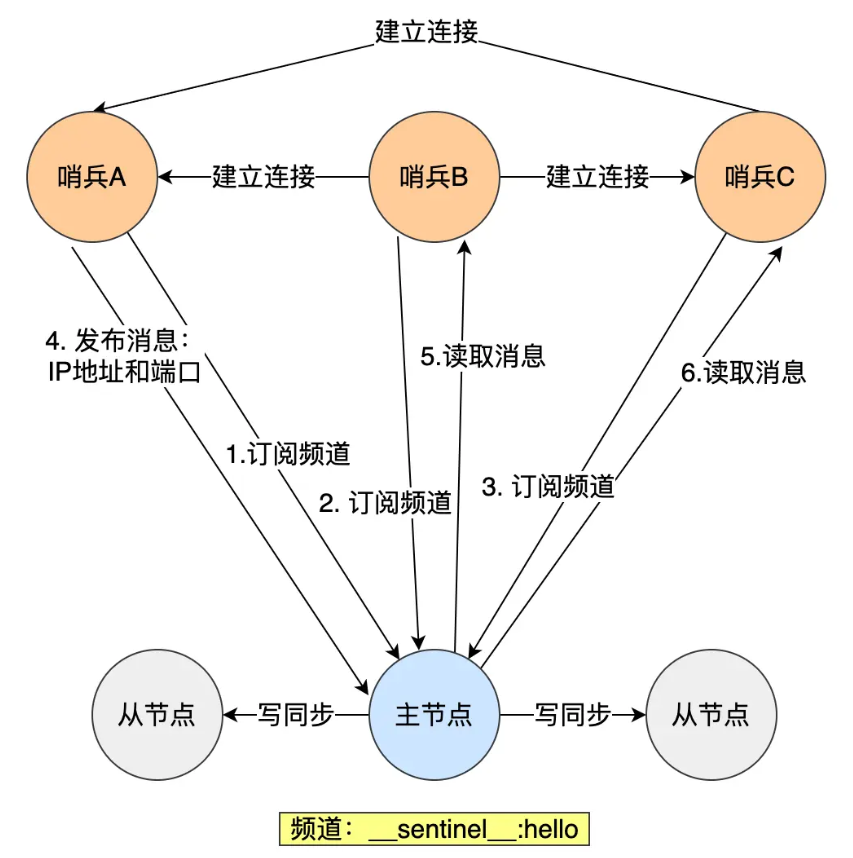 建立连接
哨兵A
建立连接
哨兵B
建立连接
哨兵C
4. 发布消息：
IP地址和端口
5.读取消息
6.读取消息
1.订阅频道
2. 订阅频道
3. 订阅频道
从节点
写同步
主节点
写同步
从节点
频道：__sentinel__:hello